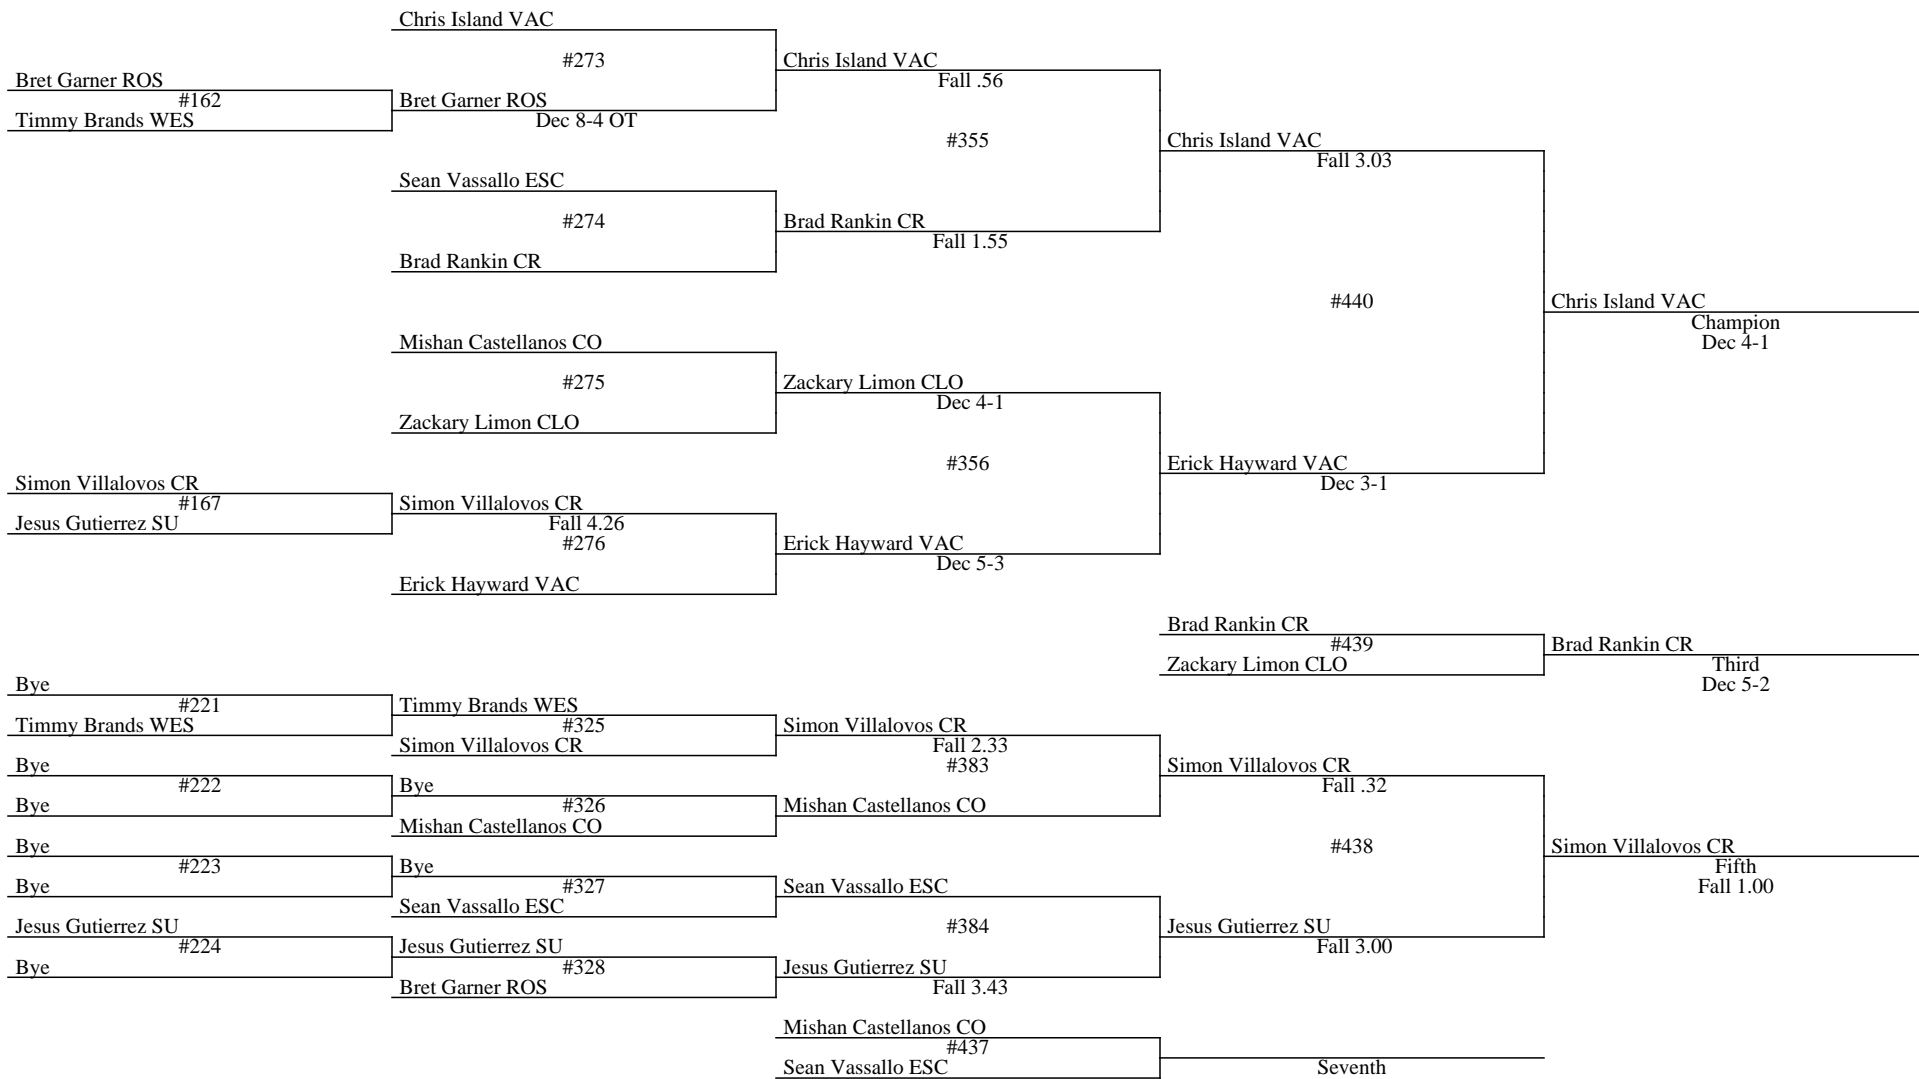 Chris Island VAC
#273
Chris Island VAC
Bret Garner ROS
Fall .56
#162
Bret Garner ROS
Timmy Brands WES
Dec 8-4 OT
#355
Chris Island VAC
Fall 3.03
Sean Vassallo ESC
#274
Brad Rankin CR
Fall 1.55
Brad Rankin CR
#440
Chris Island VAC
Champion
Dec 4-1
Mishan Castellanos CO
#275
Zackary Limon CLO
Dec 4-1
Zackary Limon CLO
#356
Erick Hayward VAC
Dec 3-1
Simon Villalovos CR
#167
Simon Villalovos CR
Jesus Gutierrez SU
Fall 4.26
#276
Erick Hayward VAC
Dec 5-3
Erick Hayward VAC
Brad Rankin CR
#439
Brad Rankin CR
Zackary Limon CLO
Third
Dec 5-2
Bye
#221
Timmy Brands WES
Timmy Brands WES
#325
Simon Villalovos CR
Simon Villalovos CR
Fall 2.33
#383
Simon Villalovos CR
Fall .32
Bye
#222
Bye
Bye
#326
Mishan Castellanos CO
Mishan Castellanos CO
#438
Simon Villalovos CR
Fifth
Fall 1.00
Bye
#223
Bye
Bye
#327
Sean Vassallo ESC
Sean Vassallo ESC
#384
Jesus Gutierrez SU
Fall 3.00
Jesus Gutierrez SU
#224
Jesus Gutierrez SU
Bye
#328
Jesus Gutierrez SU
Bret Garner ROS
Fall 3.43
Mishan Castellanos CO
#437
Sean Vassallo ESC
Seventh